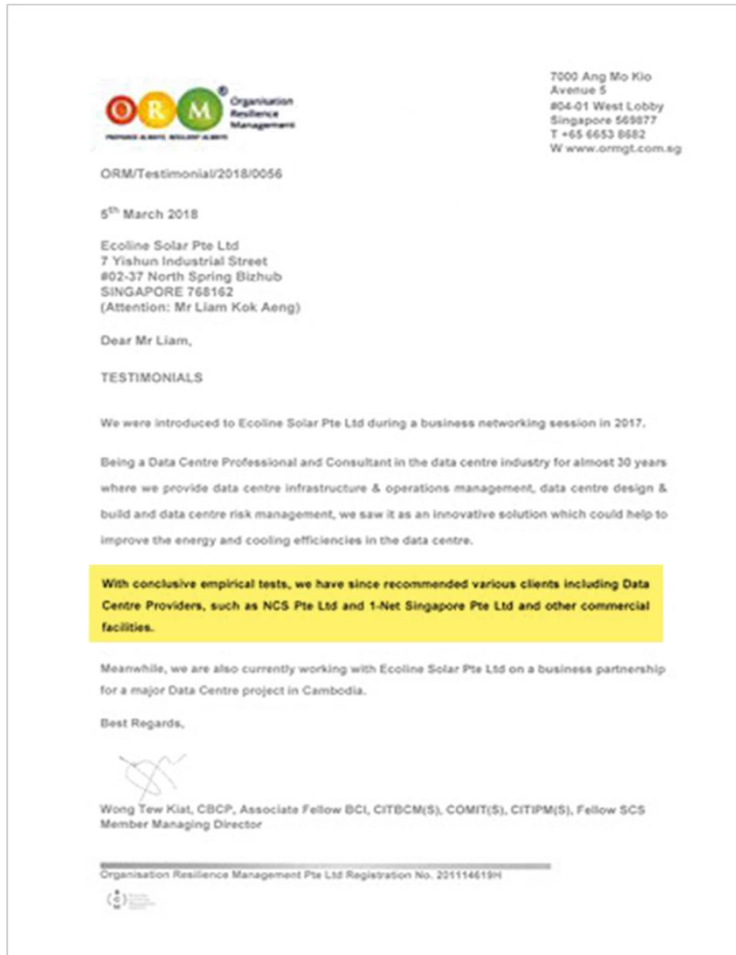 7000 Ang Mo Kio
Avenue 5
#04-01 West Lobby
Singapore 569877
T +65 6653 8682
W www.ormgt.com.sg
ORM®
Organisation
Resilience
Management
PREPARE ALWAYS, RESILIENT ALWAYS
ORM/Testimonial/2018/0056
5th March 2018
Ecoline Solar Pte Ltd
7 Yishun Industrial Street
#02-37 North Spring Bizhub
SINGAPORE 768162
(Attention: Mr Liam Kok Aeng)
Dear Mr Liam,
TESTIMONIALS
We were introduced to Ecoline Solar Pte Ltd during a business networking session in 2017.
Being a Data Centre Professional and Consultant in the data centre industry for almost 30 years
where we provide data centre infrastructure & operations management, data centre design &
build and data centre risk management, we saw it as an innovative solution which could help to
improve the energy and cooling efficiencies in the data centre.
With conclusive empirical tests, we have since recommended various clients including Data
Centre Providers, such as NCS Pte Ltd and 1-Net Singapore Pte Ltd and other commercial
facilities.
Meanwhile, we are also currently working with Ecoline Solar Pte Ltd on a business partnership
for a major Data Centre project in Cambodia.
Best Regards,
Wong Tew Kiat, CBCP, Associate Fellow BCI, CITBCM(S), COMIT(S), CITIPM(S), Fellow SCS
Member Managing Director
Organisation Resilience Management Pte Ltd Registration No. 201114619H